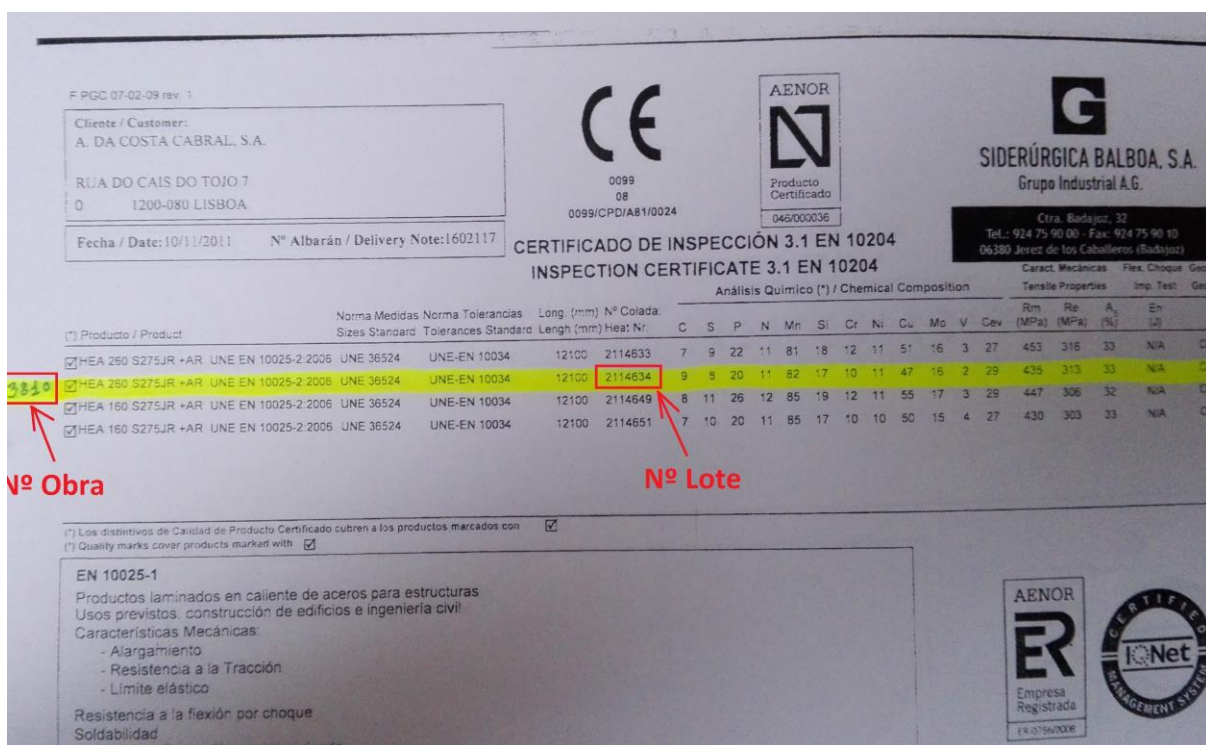 F PGC 07-02-09 rev. 1
Cliente / Customer:
A. DA COSTA CABRAL, S.A.
RUA DO CAIS DO TOJO 7
0 1200-080 LISBOA
Fecha / Date:10/11/2011 Nº Albarán / Delivery Note:1602117
CE
0099
08
0099/CPD/A81/0024
AENOR
N
Producto
Certificado
046/000036
G
SIDERÚRGICA BALBOA, S.A.
Grupo Industrial A.G.
Ctra. Badajoz, 32
Tel.: 924 75 90 00 - Fax: 924 75 90 10
06380 Jerez de los Caballeros (Badajoz)
CERTIFICADO DE INSPECCIÓN 3.1 EN 10204
INSPECTION CERTIFICATE 3.1 EN 10204
Análisis Quimico (*) / Chemical Composition
Caract. Mecánicas Flex. Choque
Tensile Properties Imp. Test
(*) Producto / Product
Norma Medidas Norma Tolerancias Long. (mm) Nº Colada:
Sizes Standard Tolerances Standard Lengh (mm) Heat Nr. C S P N Mn Si Cr Ni Cu Mo V Cev Rm (MPa) Re (MPa) A (%) En (J)
HEA 260 S275JR +AR UNE EN 10025-2:2006 UNE 36524 UNE-EN 10034 12100 2114633 7 9 22 11 81 18 12 11 51 16 3 27 453 316 33 N/A
3810 HEA 260 S275JR +AR UNE EN 10025-2:2006 UNE 36524 UNE-EN 10034 12100 2114634 9 8 20 11 82 17 10 11 47 16 2 29 435 313 33 N/A
HEA 160 S275JR +AR UNE EN 10025-2:2006 UNE 36524 UNE-EN 10034 12100 2114649 8 11 26 12 85 19 12 11 55 17 3 29 447 306 32 N/A
HEA 160 S275JR +AR UNE EN 10025-2:2006 UNE 36524 UNE-EN 10034 12100 2114651 7 10 20 11 85 17 10 10 50 15 4 27 430 303 33 N/A
Nº Obra
Nº Lote
(*) Los distintivos de Calidad de Producto Certificado cubren a los productos marcados con
(*) Quality marks cover products marked with
EN 10025-1
Productos laminados en caliente de aceros para estructuras
Usos previstos: construcción de edificios e ingeniería civil
Características Mecánicas:
- Alargamiento
- Resistencia a la Tracción
- Límite elástico
Resistencia a la flexión por choque
Soldabilidad
AENOR
ER
Empresa
Registrada
CERTIFIED
IQNet
MANAGEMENT SYSTEM